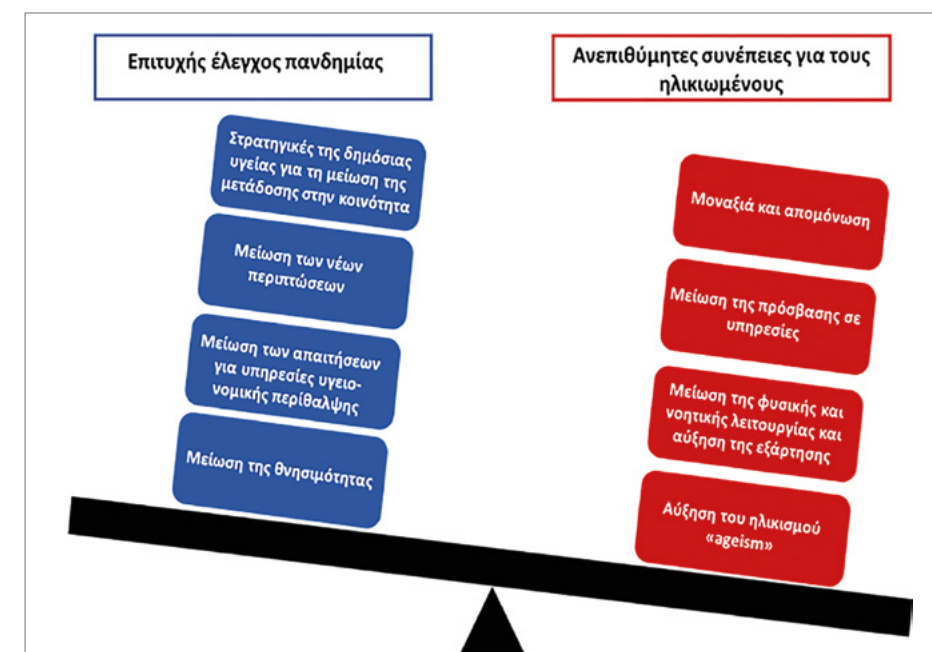 Επιτυχής έλεγχος πανδημίας
Ανεπιθύμητες συνέπειες για τους
ηλικιωμένους
Στρατηγικές της δημόσιας
υγείας για τη μείωση της
μετάδοσης στην κοινότητα
Μείωση των νέων
περιπτώσεων
Μείωση των απαιτήσεων
για υπηρεσίες υγειο-
νομικής περίθαλψης
Μείωση της θνησιμότητας
Μοναξιά και απομόνωση
Μείωση της πρόσβασης σε
υπηρεσίες
Μείωση της φυσικής και
νοητικής λειτουργίας και
αύξηση της εξάρτησης
Αύξηση του ηλικισμού
«ageism»